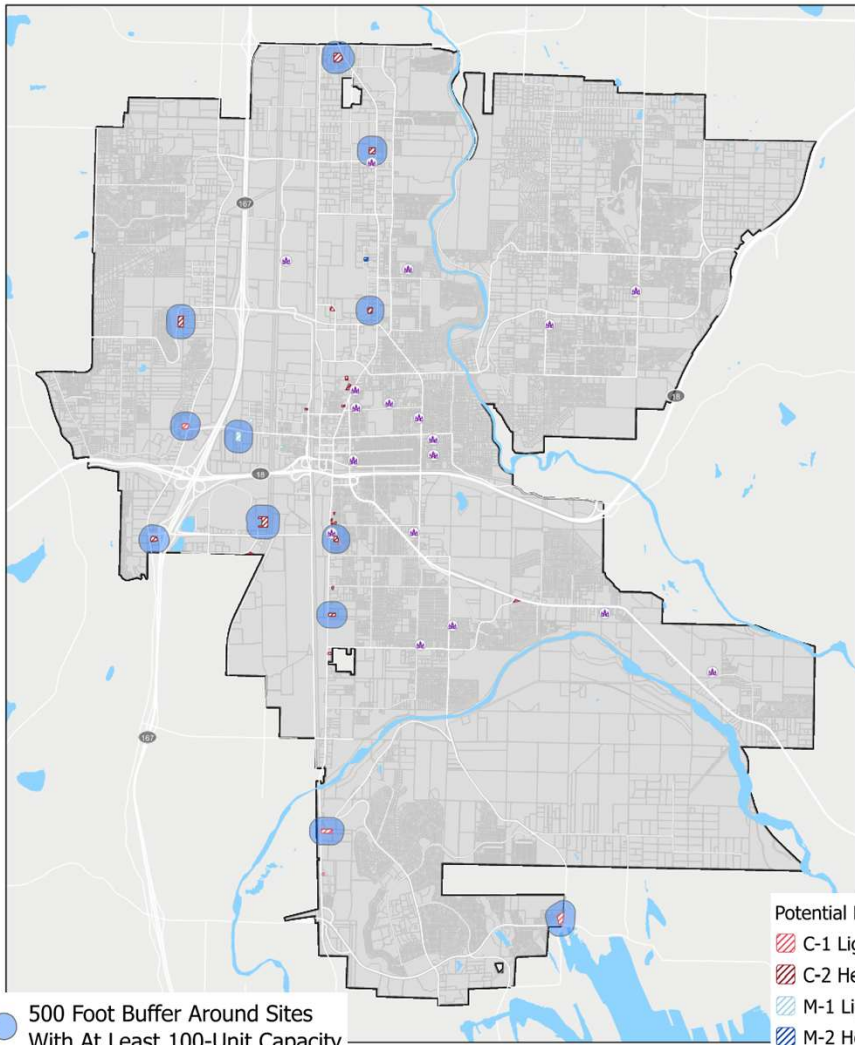 167
18
18
167
500 Foot Buffer Around Sites
With At Least 100-Unit Capacity
Potential
C-1 Lig
C-2 He
M-1 Li
M-2 He